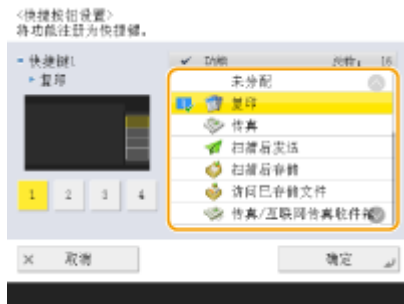 <快捷按钮设置>
将功能注册为快捷键。
快捷键1
复印
功能
总数: 16
未分配
复印
传真
扫描后发送
扫描后存储
访问已存储文件
传真/互联网传真收件箱
1 2 3 4
× 取消
确定